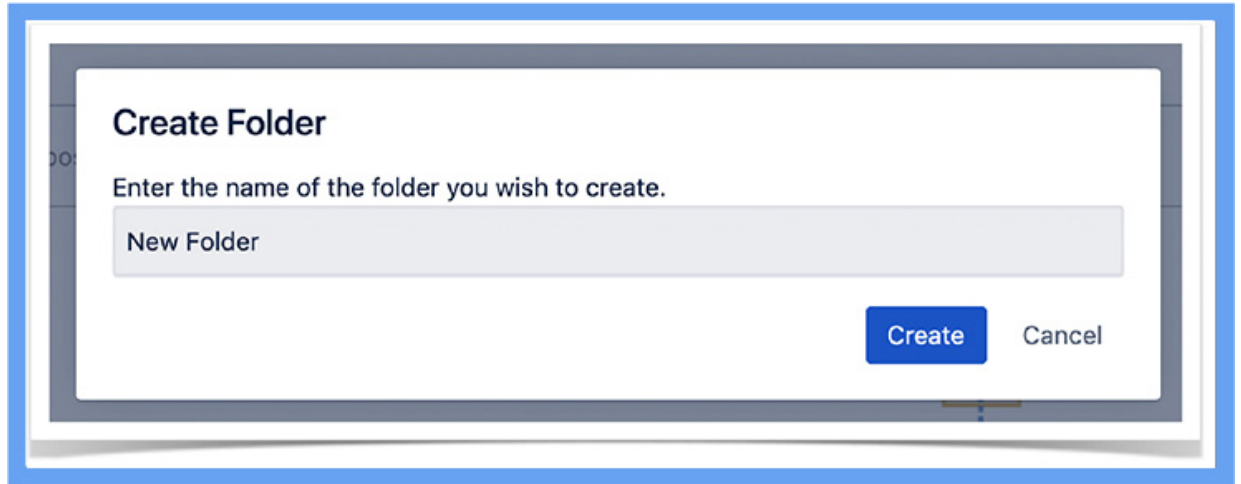 Create Folder
Enter the name of the folder you wish to create.
New Folder
Create Cancel